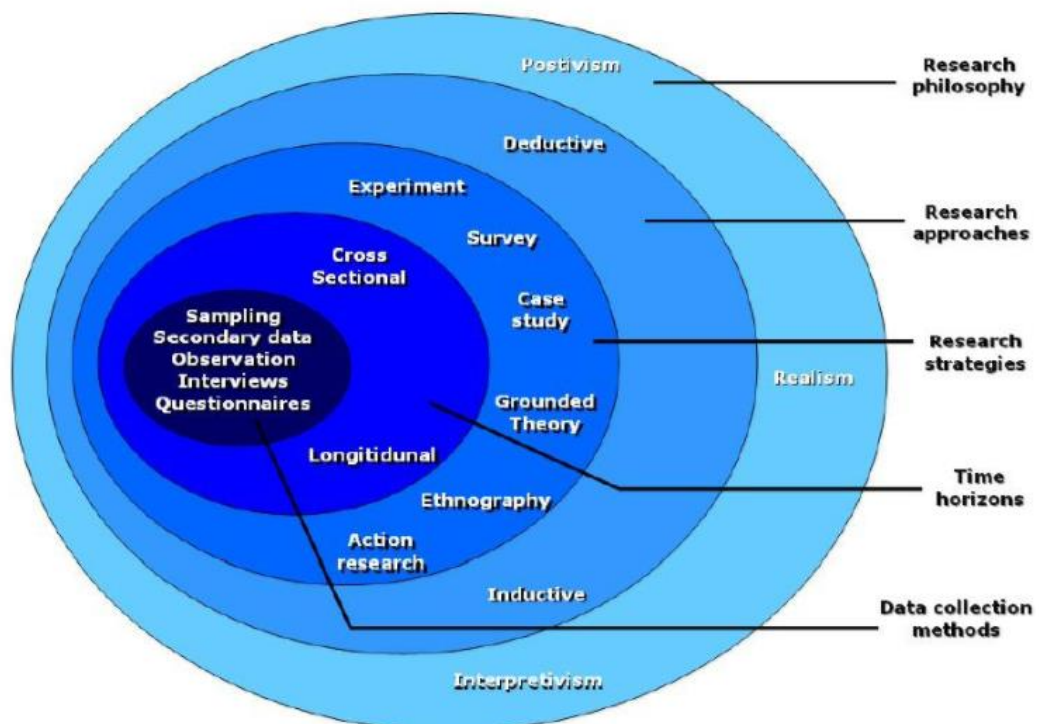 Postivism
Research
philosophy
Deductive
Experiment
Research
approaches
Survey
Cross
Sectional
Case
study
Sampling
Secondary data
Observation
Interviews
Questionnaires
Research
strategies
Realism
Grounded
Theory
Longitidunal
Time
horizons
Ethnography
Action
research
Inductive
Data collection
methods
Interpretivism